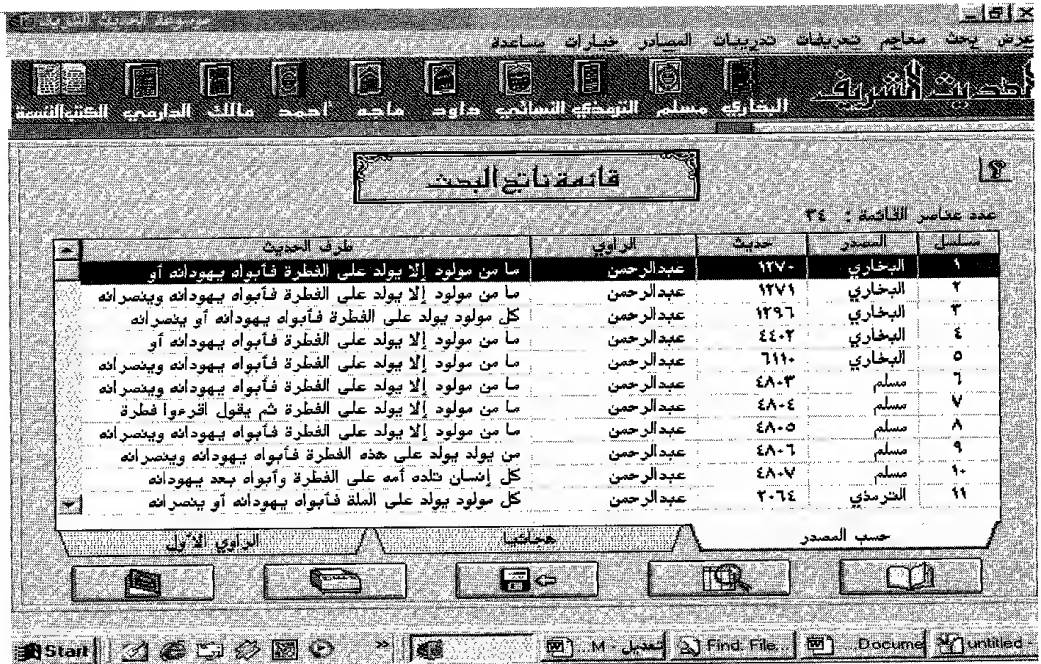 موسوعة الحديث الشريف
عرض بحث معاجم تعريفات تدريبات المصادر خيارات مساعدة
الحديث الشريف
البخاري مسلم الترمذي النسائي داود ماجه أحمد مالك الدارمي الكتب التسعة
قائمة ناتج البحث
عدد عناصر القائمة : ٣٤
مسلسل المصدر حديث الراوي طرف الحديث
١ البخاري ١٢٧٠ عبدالرحمن ما من مولود إلا يولد على الفطرة فأبواه يهودانه أو
٢ البخاري ١٢٧١ عبدالرحمن ما من مولود إلا يولد على الفطرة فأبواه يهودانه وينصرانه
٣ البخاري ١٢٩٦ عبدالرحمن كل مولود يولد على الفطرة فأبواه يهودانه أو ينصرانه
٤ البخاري ٤٤٠٢ عبدالرحمن ما من مولود إلا يولد على الفطرة فأبواه يهودانه أو
٥ البخاري ٦١١٠ عبدالرحمن ما من مولود إلا يولد على الفطرة فأبواه يهودانه وينصرانه
٦ مسلم ٤٨٠٣ عبدالرحمن ما من مولود إلا يولد على الفطرة فأبواه يهودانه وينصرانه
٧ مسلم ٤٨٠٤ عبدالرحمن ما من مولود إلا يولد على الفطرة ثم يقول اقرءوا فطرة
٨ مسلم ٤٨٠٥ عبدالرحمن ما من مولود إلا يولد على الفطرة فأبواه يهودانه وينصرانه
٩ مسلم ٤٨٠٦ عبدالرحمن من يولد يولد على هذه الفطرة فأبواه يهودانه وينصرانه
١٠ مسلم ٤٨٠٧ عبدالرحمن كل إنسان تلده أمه على الفطرة وأبواه بعد يهودانه
١١ الترمذي ٢٠٦٤ عبدالرحمن كل مولود يولد على الملة فأبواه يهودانه أو ينصرانه
حسب المصدر هجائيا الراوي الأول
Start » M - تعديل Find: File... Docume untitled -